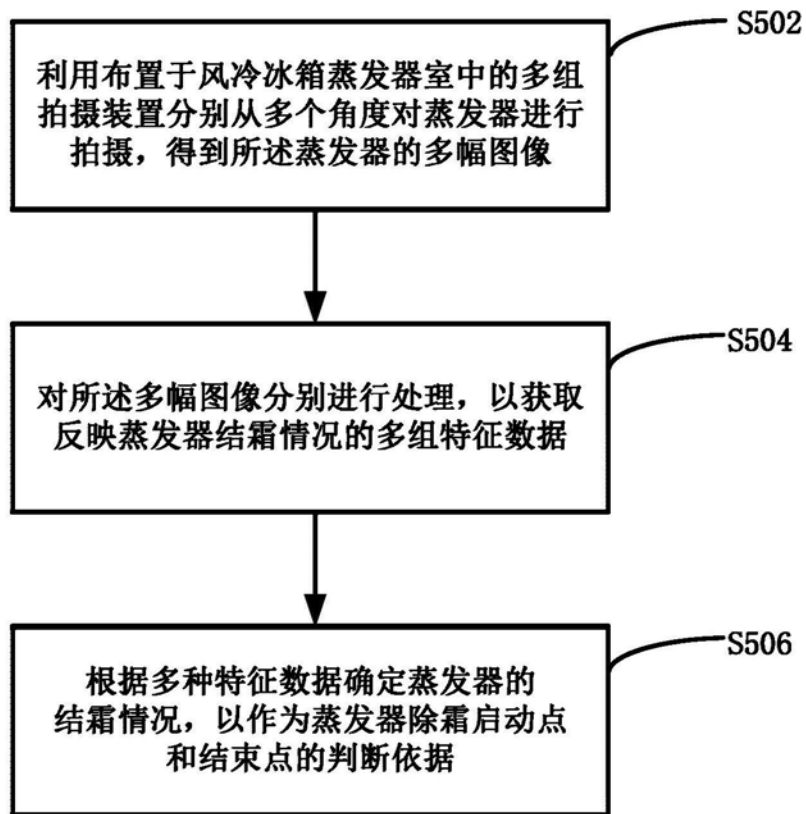 S502
利用布置于风冷冰箱蒸发器室中的多组
拍摄装置分别从多个角度对蒸发器进行
拍摄，得到所述蒸发器的多幅图像
S504
对所述多幅图像分别进行处理，以获取
反映蒸发器结霜情况的多组特征数据
S506
根据多种特征数据确定蒸发器的
结霜情况，以作为蒸发器除霜启动点
和结束点的判断依据